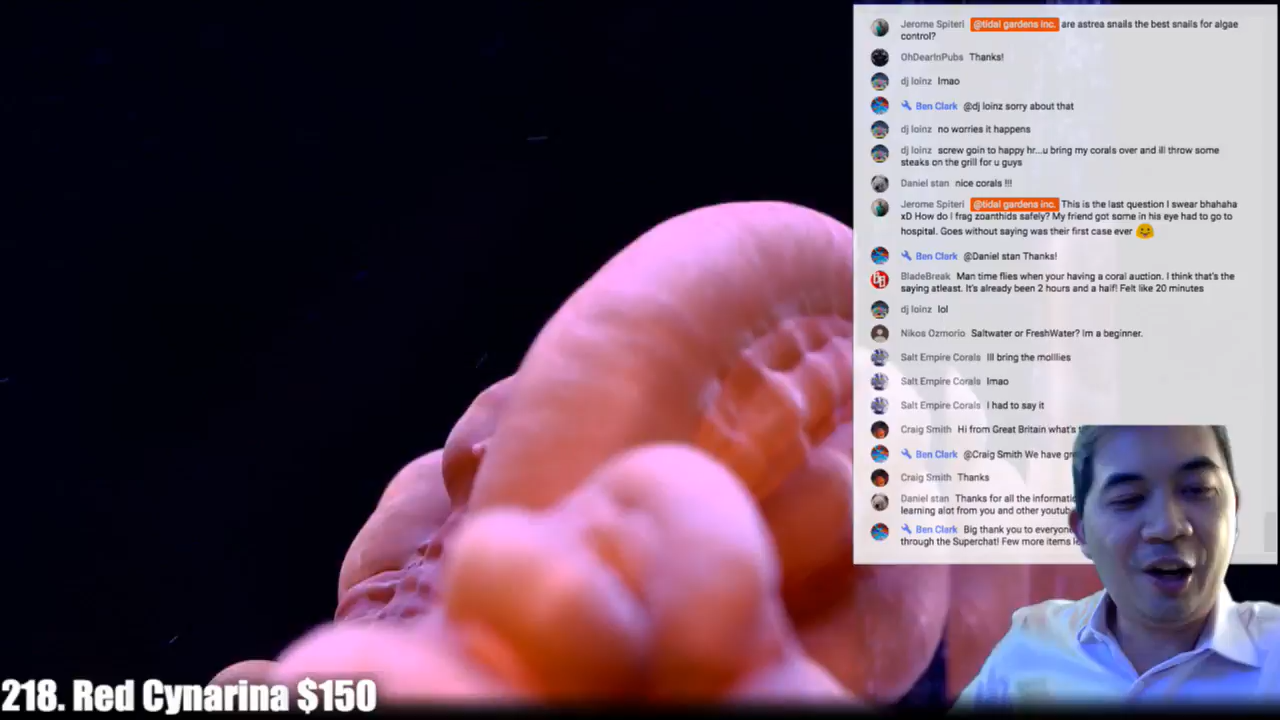 Jerome Spiteri @tidal gardens inc. are astrea snails the best snails for algae
control?
OhDearInPubs Thanks!
dj loinz lmao
Ben Clark @dj loinz sorry about that
dj loinz no worries it happens
dj loinz screw goin to happy hr...u bring my corals over and ill throw some
steaks on the grill for u guys
Daniel stan nice corals !!!
Jerome Spiteri @tidal gardens inc. This is the last question I swear bhahaha
xD How do I frag zoanthids safely? My friend got some in his eye had to go to
hospital. Goes without saying was their first case ever
Ben Clark @Daniel stan Thanks!
BladeBreak Man time flies when your having a coral auction. I think that's the
saying atleast. It's already been 2 hours and a half! Felt like 20 minutes
dj loinz lol
Nikos Ozmorio Saltwater or FreshWater? Im a beginner.
Salt Empire Corals Ill bring the mollies
Salt Empire Corals lmao
Salt Empire Corals I had to say it
Craig Smith Hi from Great Britain what's
Ben Clark @Craig Smith We have
Craig Smith Thanks
Daniel stan Thanks for all the
learning alot from you and other
Ben Clark Big thank you to everyone
through the Superchat! Few more items
218. Red Cynarina $150